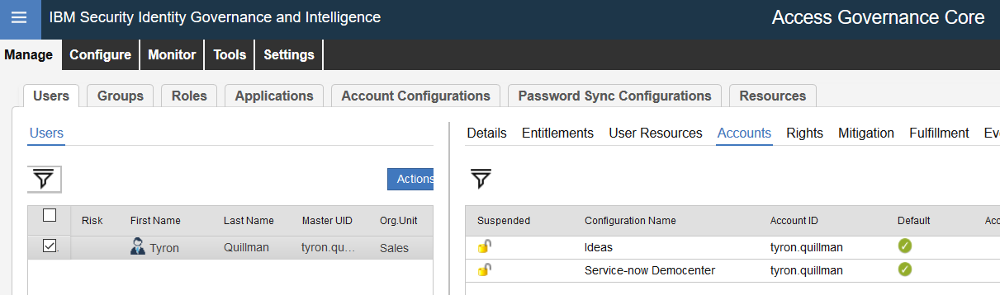 IBM Security Identity Governance and Intelligence
Access Governance Core
Manage Configure Monitor Tools Settings
Users Groups Roles Applications Account Configurations Password Sync Configurations Resources
Users
Details Entitlements User Resources Accounts Rights Mitigation Fulfillment Eve
Actions
Risk First Name Last Name Master UID Org.Unit
Tyron Quillman tyron.qu... Sales
Suspended Configuration Name Account ID Default Acc
Ideas tyron.quillman
Service-now Democenter tyron.quillman